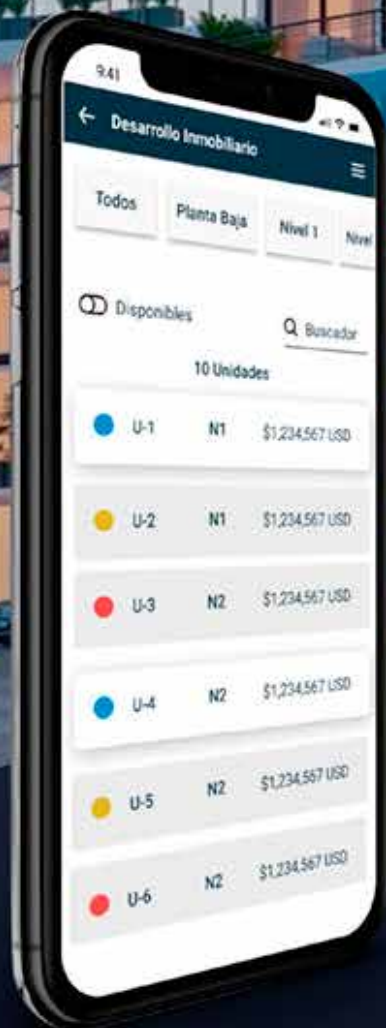 9:41
Desarrollo Inmobiliario
Todos Planta Baja Nivel 1 Nivel
Disponibles Buscador
10 Unidades
U-1 N1 $1,234,567 USD
U-2 N1 $1,234,567 USD
U-3 N2 $1,234,567 USD
U-4 N2 $1,234,567 USD
U-5 N2 $1,234,567 USD
U-6 N2 $1,234,567 USD